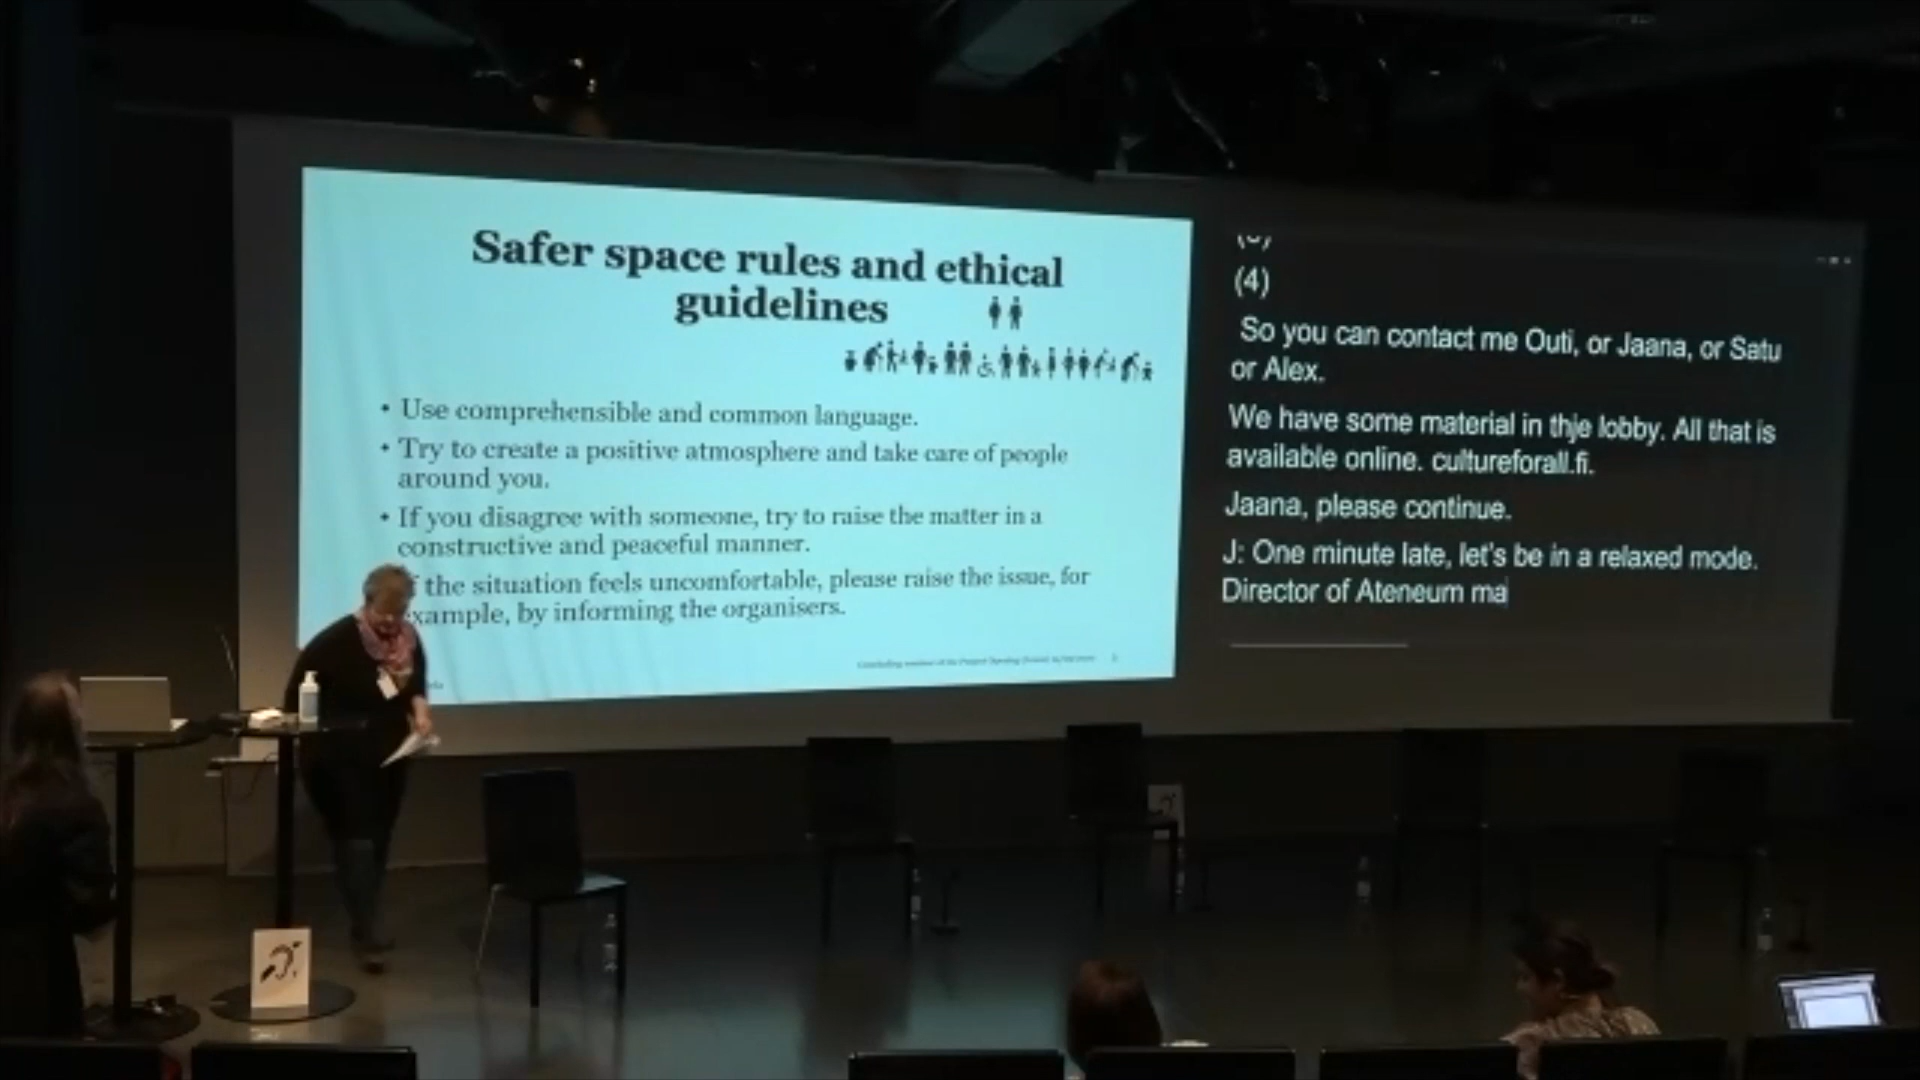 Safer space rules and ethical
guidelines
• Use comprehensible and common language.
• Try to create a positive atmosphere and take care of people
around you.
• If you disagree with someone, try to raise the matter in a
constructive and peaceful manner.
the situation feels uncomfortable, please raise the issue, for
xample, by informing the organisers.
(4)
So you can contact me Outi, or Jaana, or Satu
or Alex.
We have some material in thje lobby. All that is
available online. cultureforall.fi.
Jaana, please continue.
J: One minute late, let's be in a relaxed mode.
Director of Ateneum ma